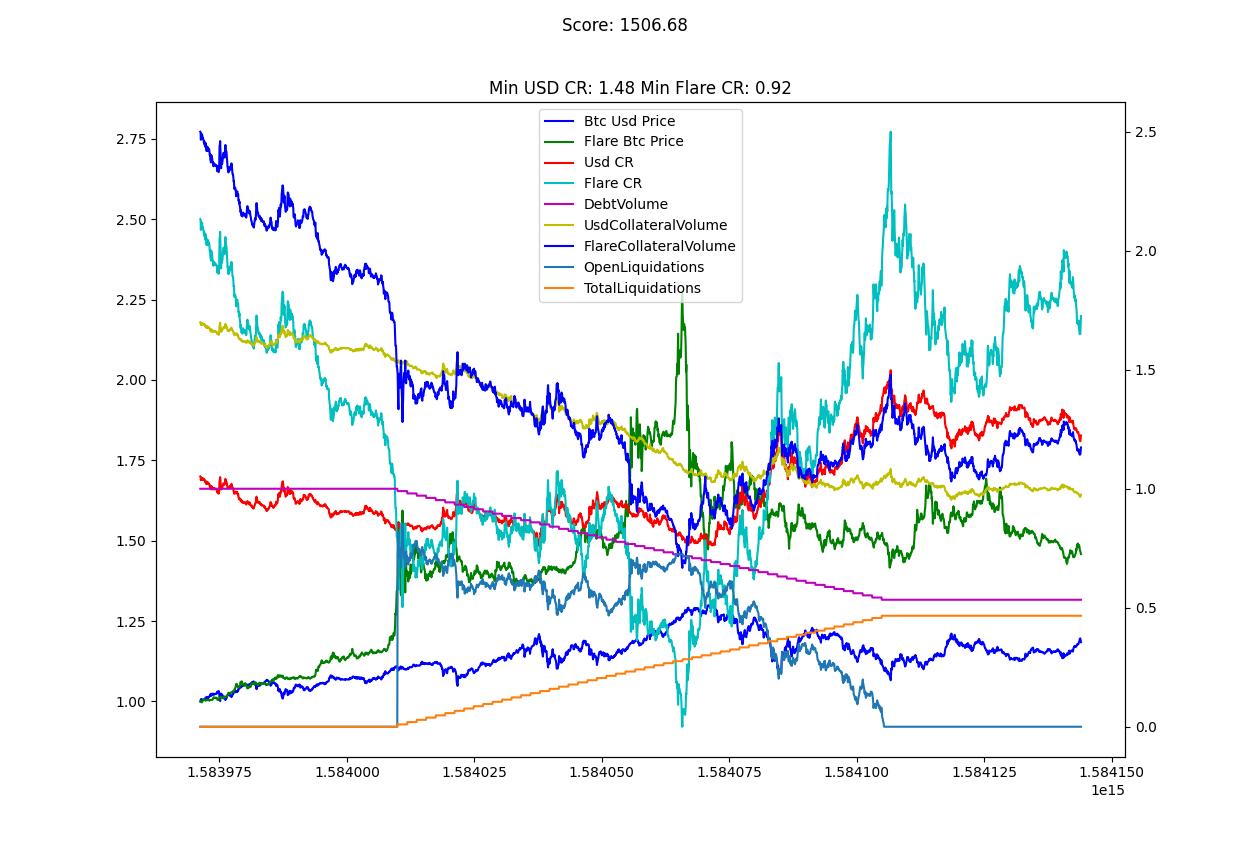 Score: 1506.68
Min USD CR: 1.48 Min Flare CR: 0.92
Btc Usd Price
Flare Btc Price
Usd CR
Flare CR
DebtVolume
UsdCollateralVolume
FlareCollateralVolume
OpenLiquidations
TotalLiquidations
2.75
2.50
2.25
2.00
1.75
1.50
1.25
1.00
2.5
2.0
1.5
1.0
0.5
0.0
1.583975
1.584000
1.584025
1.584050
1.584075
1.584100
1.584125
1.584150
1e15